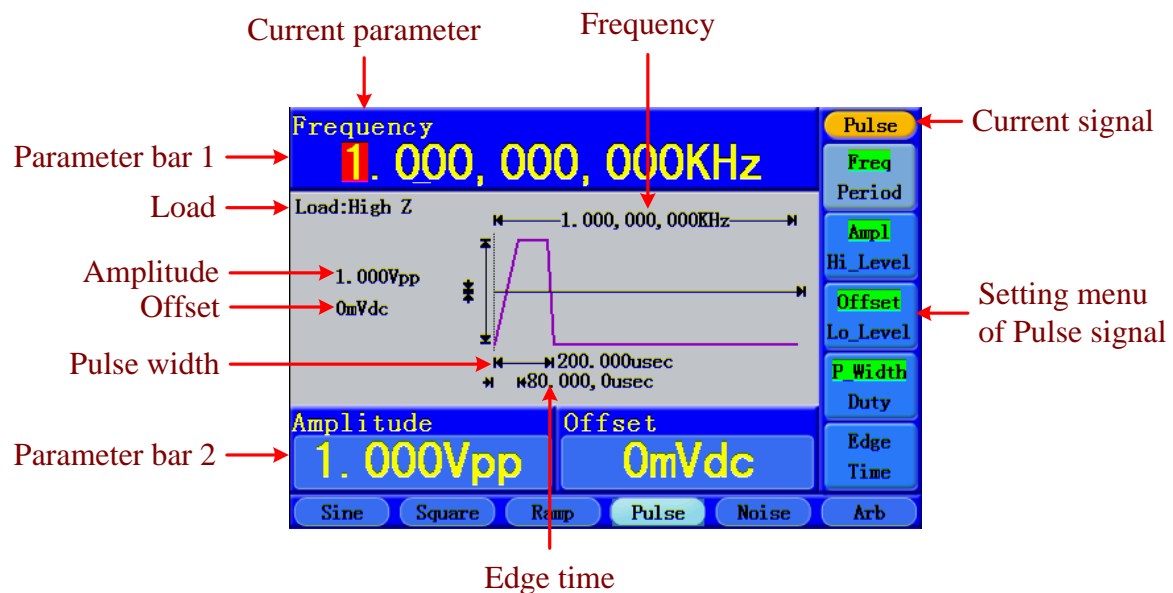 Current parameter
Frequency
Frequency
1. 000, 000, 000KHz
Parameter bar 1
Load
Load:High Z
1. 000, 000, 000KHz
Amplitude
1. 000Vpp
Offset
0mVdc
Pulse width
200. 000usec
80. 000, 0usec
Parameter bar 2
Amplitude
1. 000Vpp
Offset
0mVdc
Pulse
Current signal
Freq
Period
Ampl
Hi_Level
Offset
Lo_Level
Setting menu
of Pulse signal
P_Width
Duty
Edge
Time
Sine
Square
Ramp
Pulse
Noise
Arb
Edge time